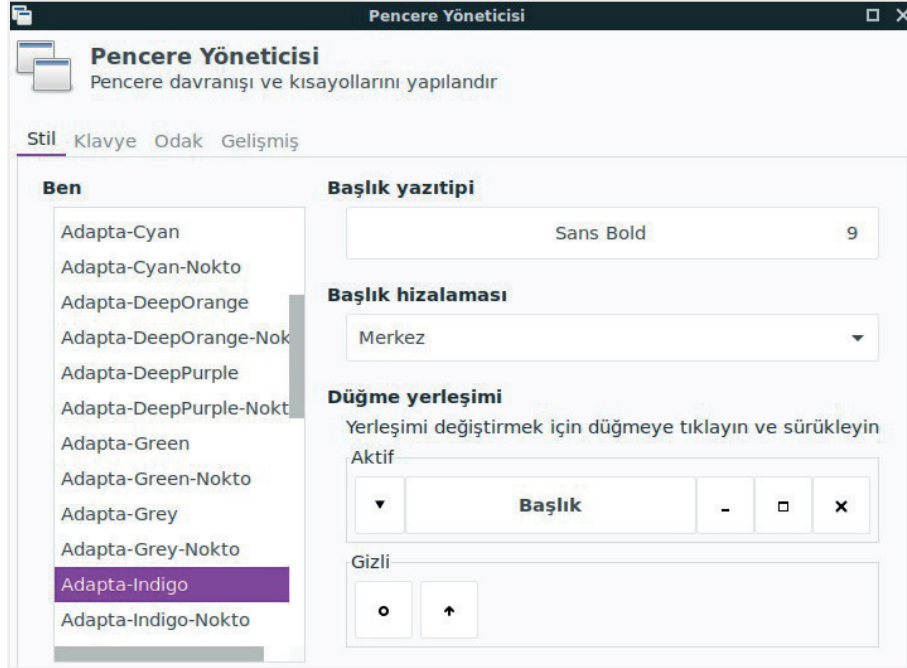 Pencere Yöneticisi
Pencere Yöneticisi
Pencere davranışı ve kısayollarını yapılandır
Stil Klavye Odak Gelişmiş
Ben
Adapta-Cyan
Adapta-Cyan-Nokto
Adapta-DeepOrange
Adapta-DeepOrange-Nok
Adapta-DeepPurple
Adapta-DeepPurple-Nokt
Adapta-Green
Adapta-Green-Nokto
Adapta-Grey
Adapta-Grey-Nokto
Adapta-Indigo
Adapta-Indigo-Nokto
Başlık yazıtipi
Sans Bold 9
Başlık hizalaması
Merkez
Düğme yerleşimi
Yerleşimi değiştirmek için düğmeye tıklayın ve sürükleyin
Aktif
Başlık
Gizli